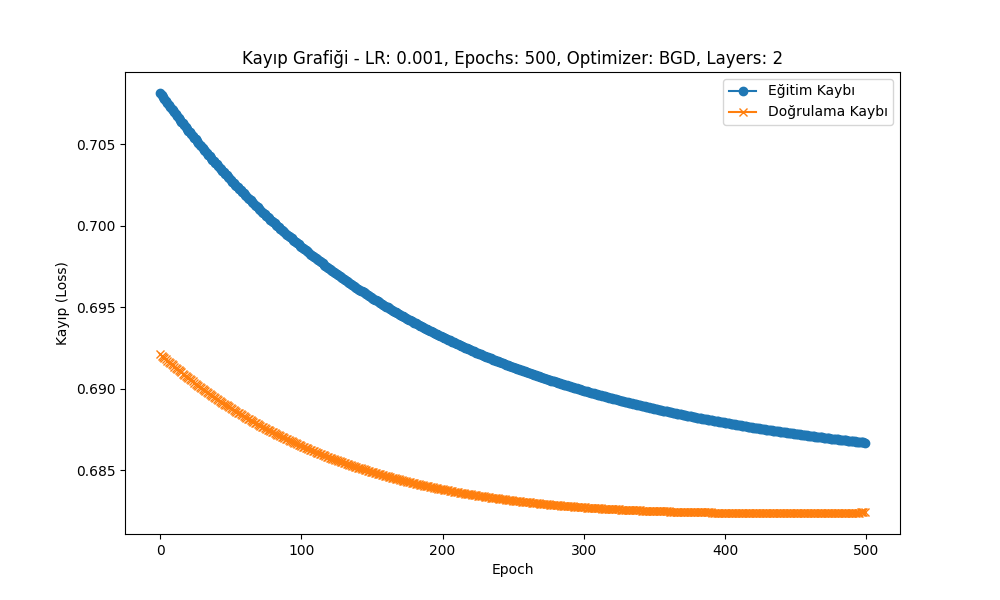 Kayıp Grafiği - LR: 0.001, Epochs: 500, Optimizer: BGD, Layers: 2
Eğitim Kaybı
Doğrulama Kaybı
Kayıp (Loss)
0.705
0.700
0.695
0.690
0.685
0 100 200 300 400 500
Epoch